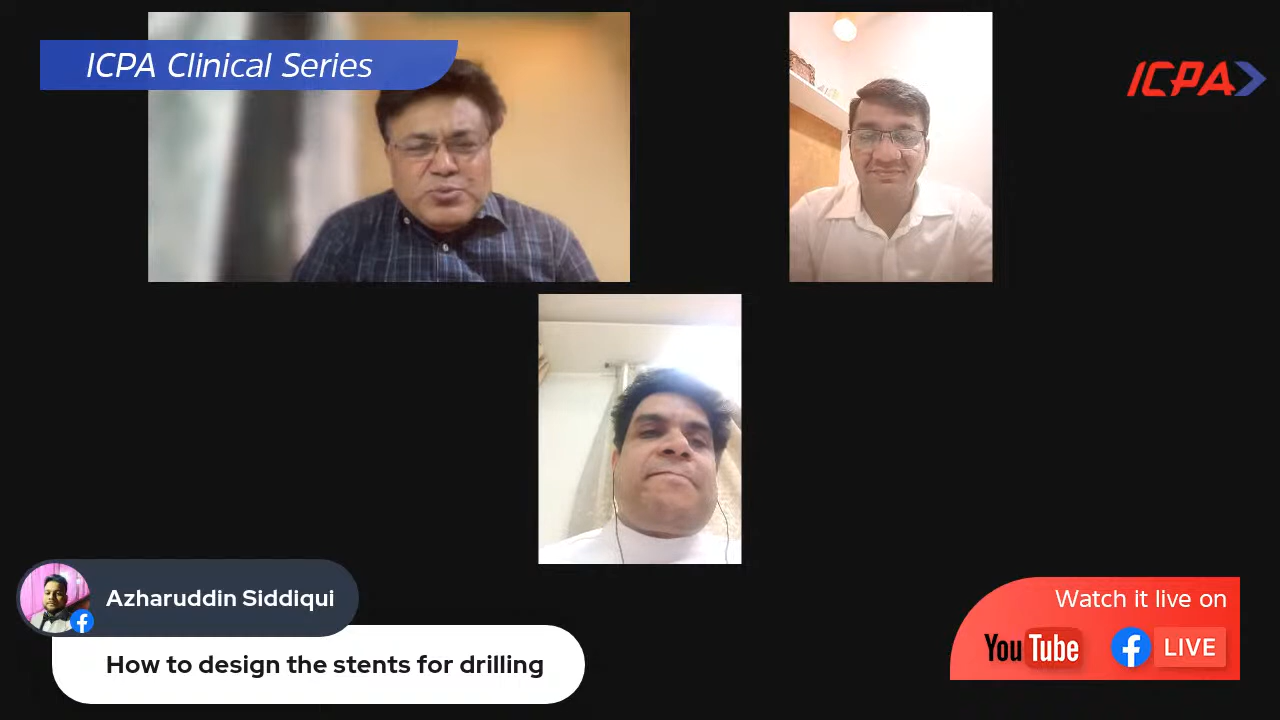 ICPA Clinical Series
ICPA
Azharuddin Siddiqui
How to design the stents for drilling
Watch it live on
YouTube
LIVE